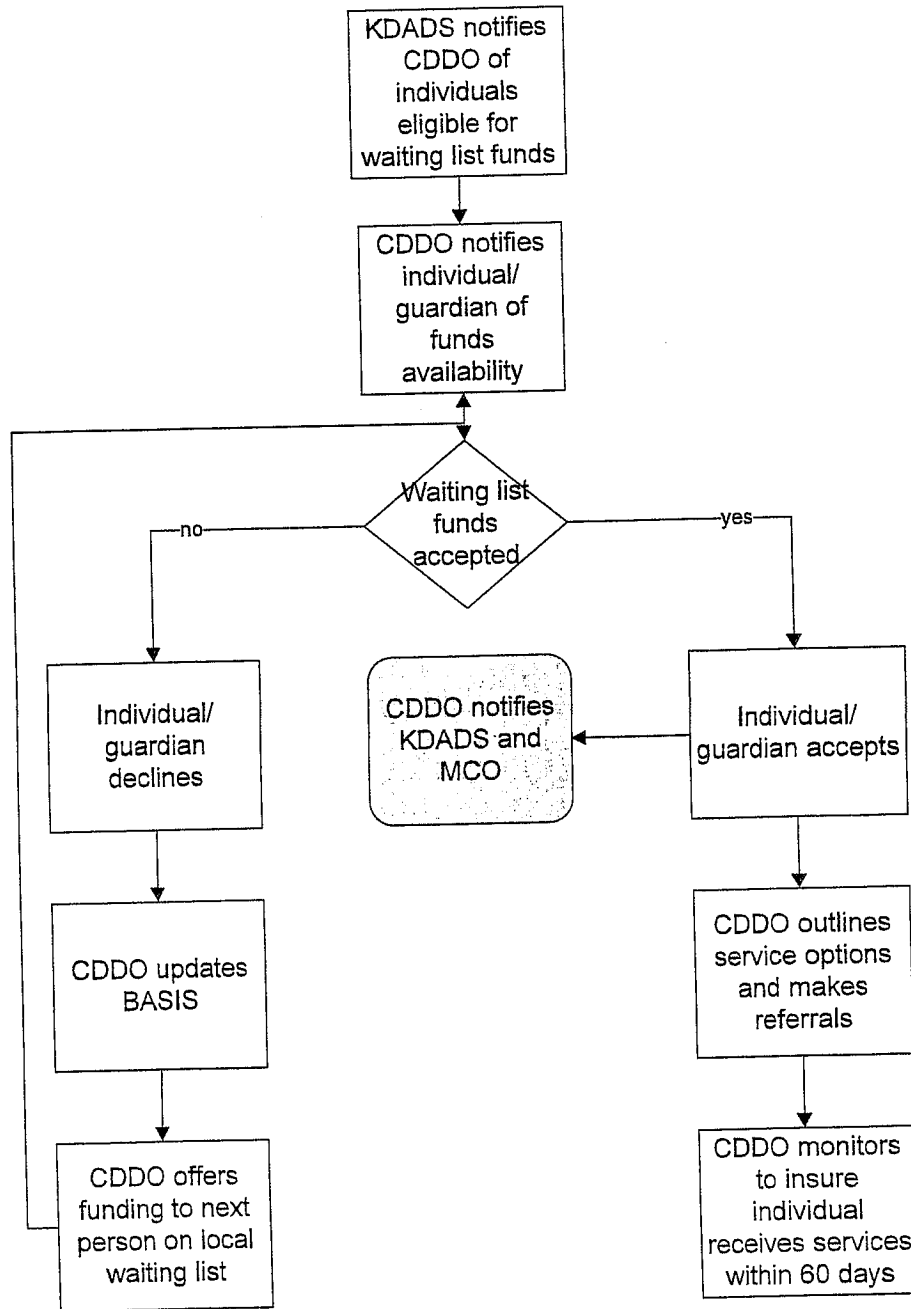 KDADS notifies
CDDO of
individuals
eligible for
waiting list funds
CDDO notifies
individual/
guardian of
funds
availability
Waiting list
funds
accepted
no
yes
Individual/
guardian
declines
CDDO notifies
KDADS and
MCO
Individual/
guardian accepts
CDDO updates
BASIS
CDDO outlines
service options
and makes
referrals
CDDO offers
funding to next
person on local
waiting list
CDDO monitors
to insure
individual
receives services
within 60 days